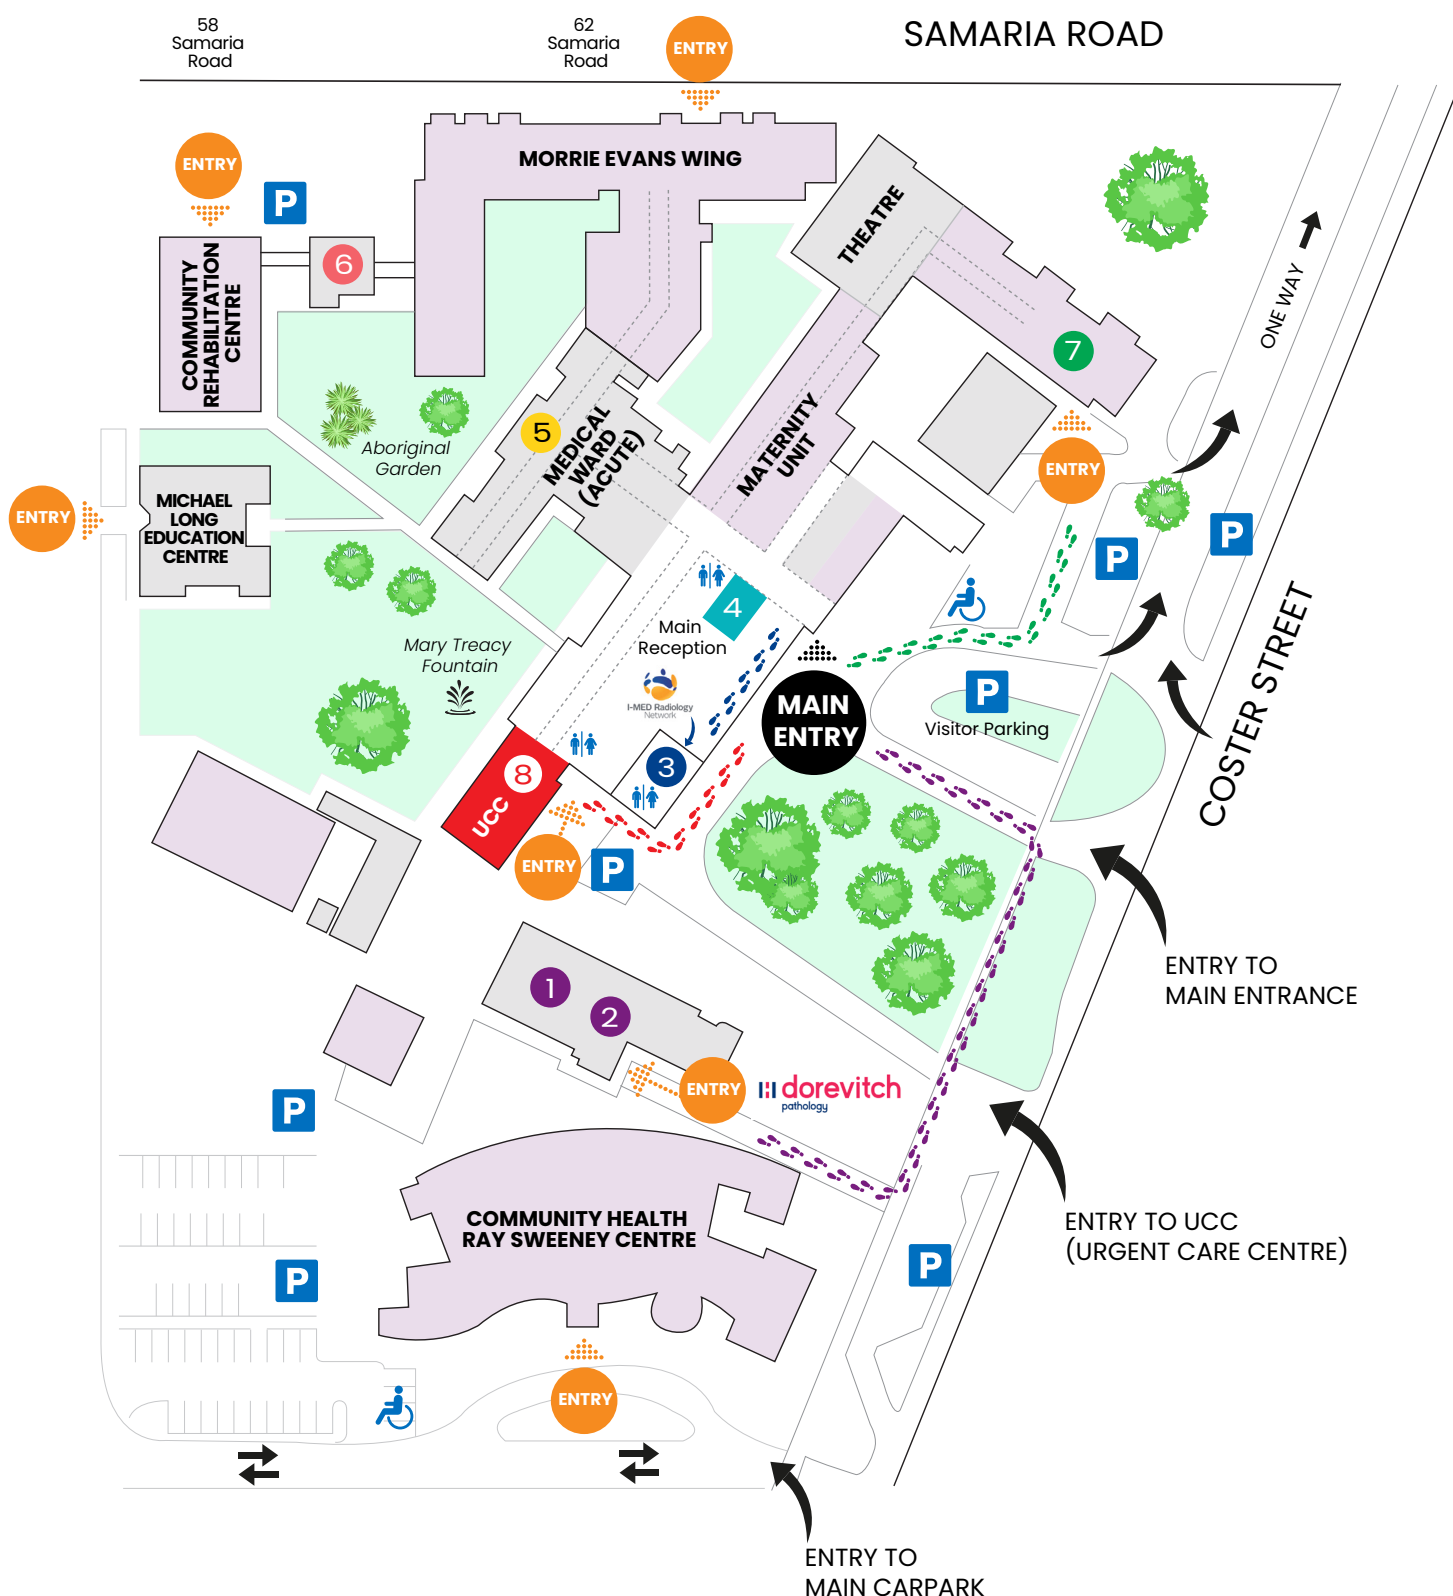 58
Samaria
Road
62
Samaria
Road
ENTRY
SAMARIA ROAD
ENTRY
P
MORRIE EVANS WING
THEATRE
COMMUNITY
REHABILITATION
CENTRE
6
ONE WAY
7
5
MEDICAL
WARD
(ACUTE)
MATERNITY
UNIT
Aboriginal
Garden
ENTRY
ENTRY
MICHAEL
LONG
EDUCATION
CENTRE
P
P
4
Main
Reception
Mary Treacy
Fountain
I-MED Radiology
Network
MAIN
ENTRY
P
Visitor Parking
COSTER STREET
8
UCC
3
ENTRY
P
ENTRY TO
MAIN ENTRANCE
1
2
ENTRY
dorevitch
pathology
P
COMMUNITY HEALTH
RAY SWEENEY CENTRE
ENTRY TO UCC
(URGENT CARE CENTRE)
P
P
ENTRY
ENTRY TO
MAIN CARPARK